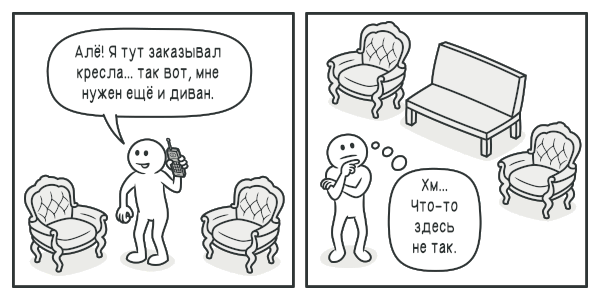 Алё! Я тут заказывал
кресла... так вот, мне
нужен ещё и диван.
Хм...
Что-то
здесь
не так.